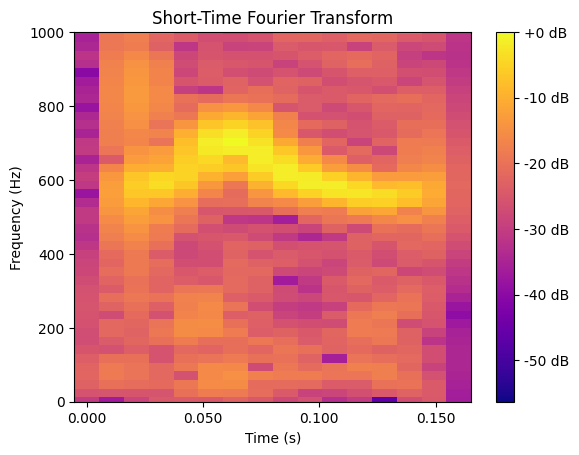 Short-Time Fourier Transform
1000
800
600
400
200
0
Frequency (Hz)
0.000
0.050
0.100
0.150
Time (s)
+0 dB
-10 dB
-20 dB
-30 dB
-40 dB
-50 dB